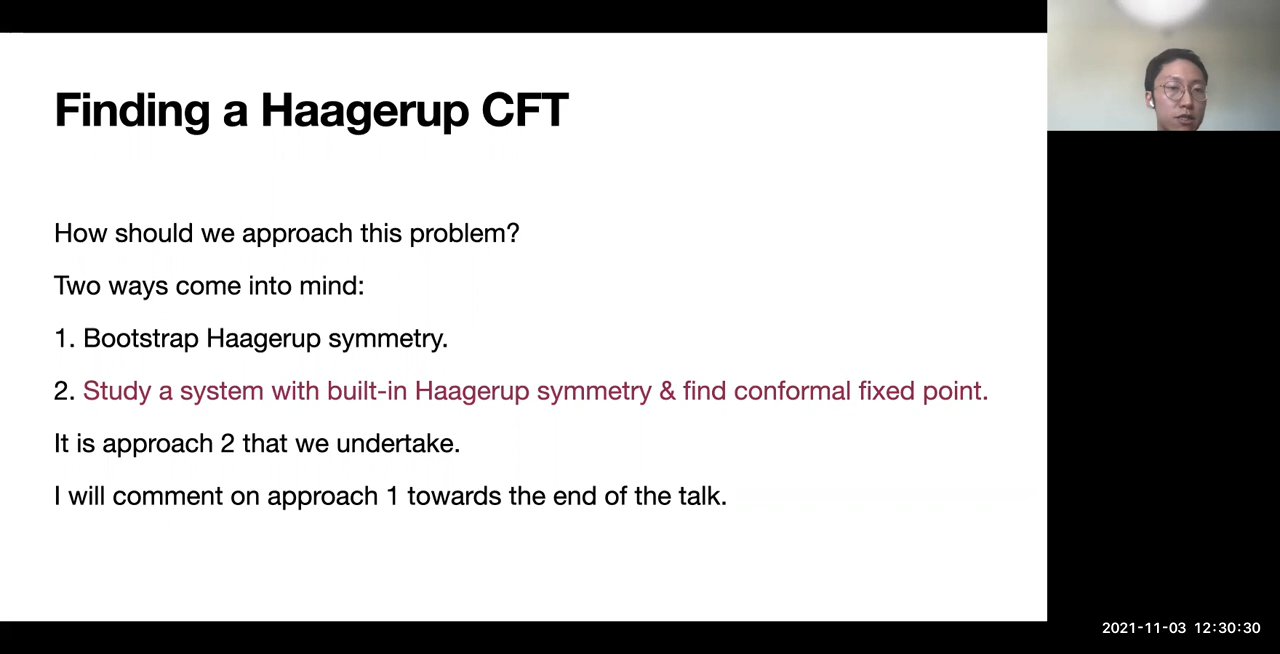 Finding a Haagerup CFT
How should we approach this problem?
Two ways come into mind:
1. Bootstrap Haagerup symmetry.
2. Study a system with built-in Haagerup symmetry & find conformal fixed point.
It is approach 2 that we undertake.
I will comment on approach 1 towards the end of the talk.
2021-11-03 12:30:30